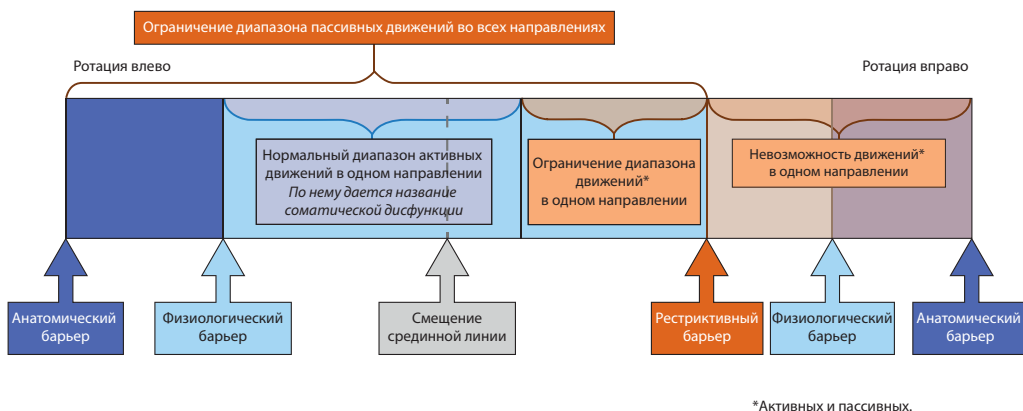 Ограничение диапазона пассивных движений во всех направлениях
Ротация влево
Ротация вправо
Нормальный диапазон активных
движений в одном направлении
По нему дается название
соматической дисфункции
Ограничение диапазона
движений*
в одном направлении
Невозможность движений*
в одном направлении
Анатомический
барьер
Физиологический
барьер
Смещение
срединной линии
Рестриктивный
барьер
Физиологический
барьер
Анатомический
барьер
*Активных и пассивных.